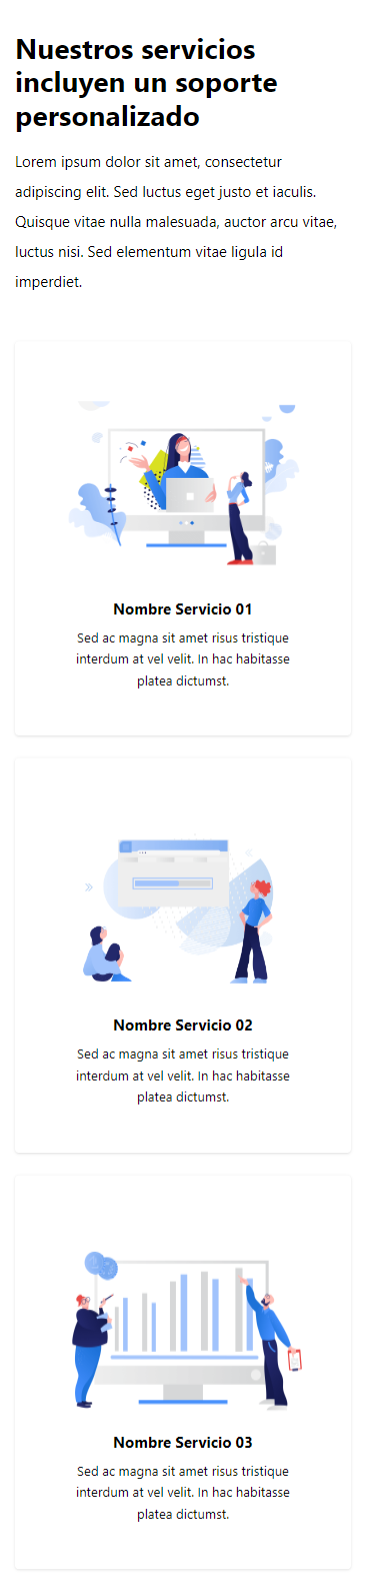 Nuestros servicios
incluyen un soporte
personalizado
Lorem ipsum dolor sit amet, consectetur
adipiscing elit. Sed luctus eget justo et iaculis.
Quisque vitae nulla malesuada, auctor arcu vitae,
luctus nisi. Sed elementum vitae ligula id
imperdiet.
Nombre Servicio 01
Sed ac magna sit amet risus tristique
interdum at vel velit. In hac habitasse
platea dictumst.
Nombre Servicio 02
Sed ac magna sit amet risus tristique
interdum at vel velit. In hac habitasse
platea dictumst.
Nombre Servicio 03
Sed ac magna sit amet risus tristique
interdum at vel velit. In hac habitasse
platea dictumst.